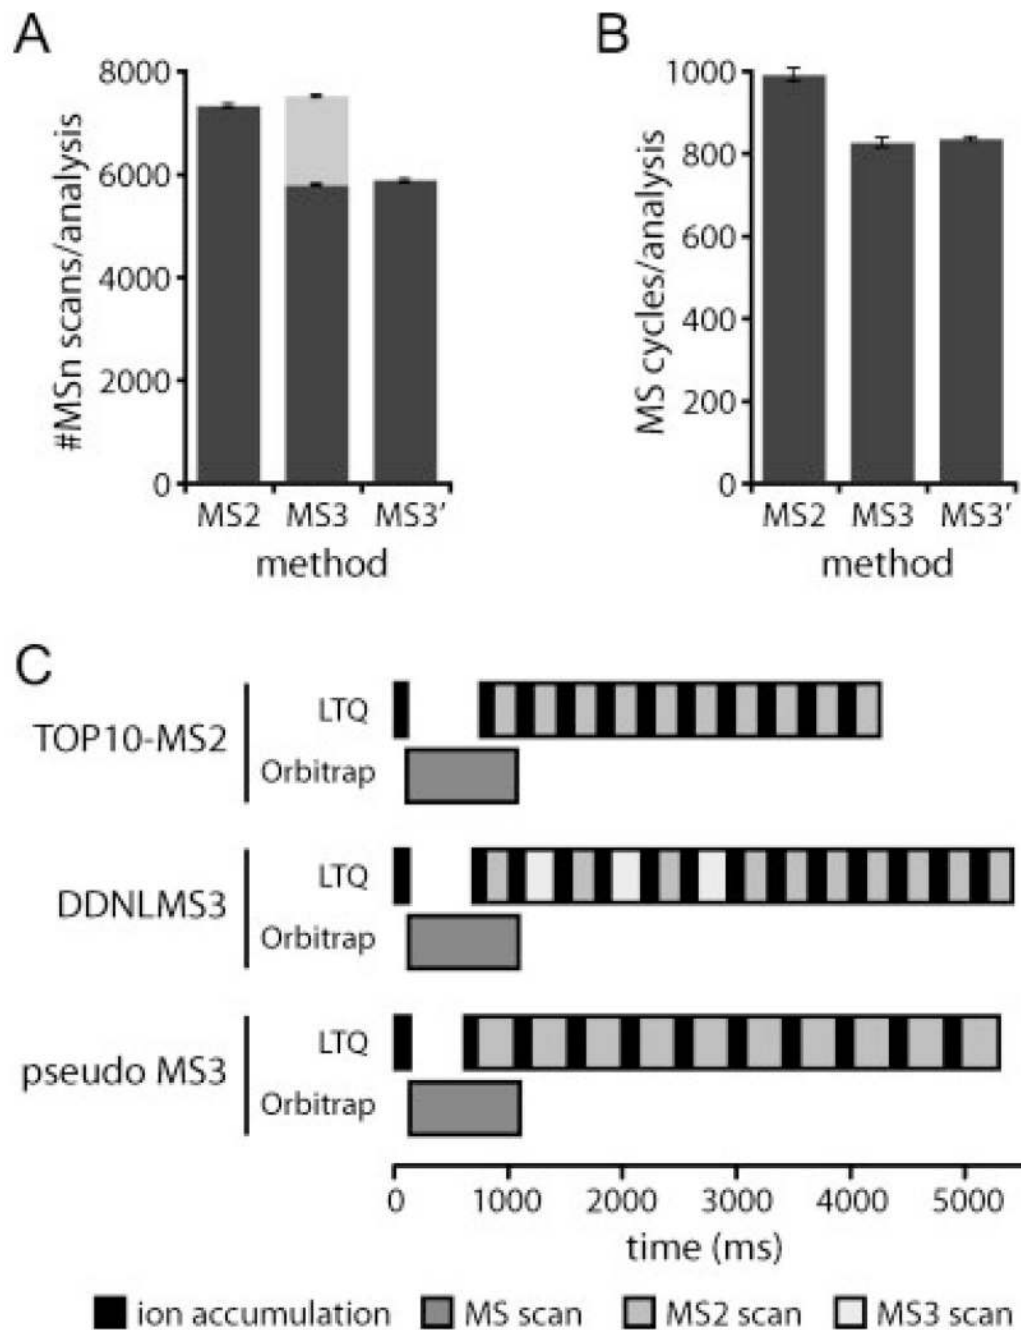 A
8000
6000
4000
2000
0
#MSn scans/analysis
MS2 MS3 MS3′
method
B
1000
800
600
400
200
0
MS cycles/analysis
MS2 MS3 MS3′
method
C
TOP10-MS2
LTQ
Orbitrap
DDNLMS3
LTQ
Orbitrap
pseudo MS3
LTQ
Orbitrap
0 1000 2000 3000 4000 5000
time (ms)
ion accumulation MS scan MS2 scan MS3 scan